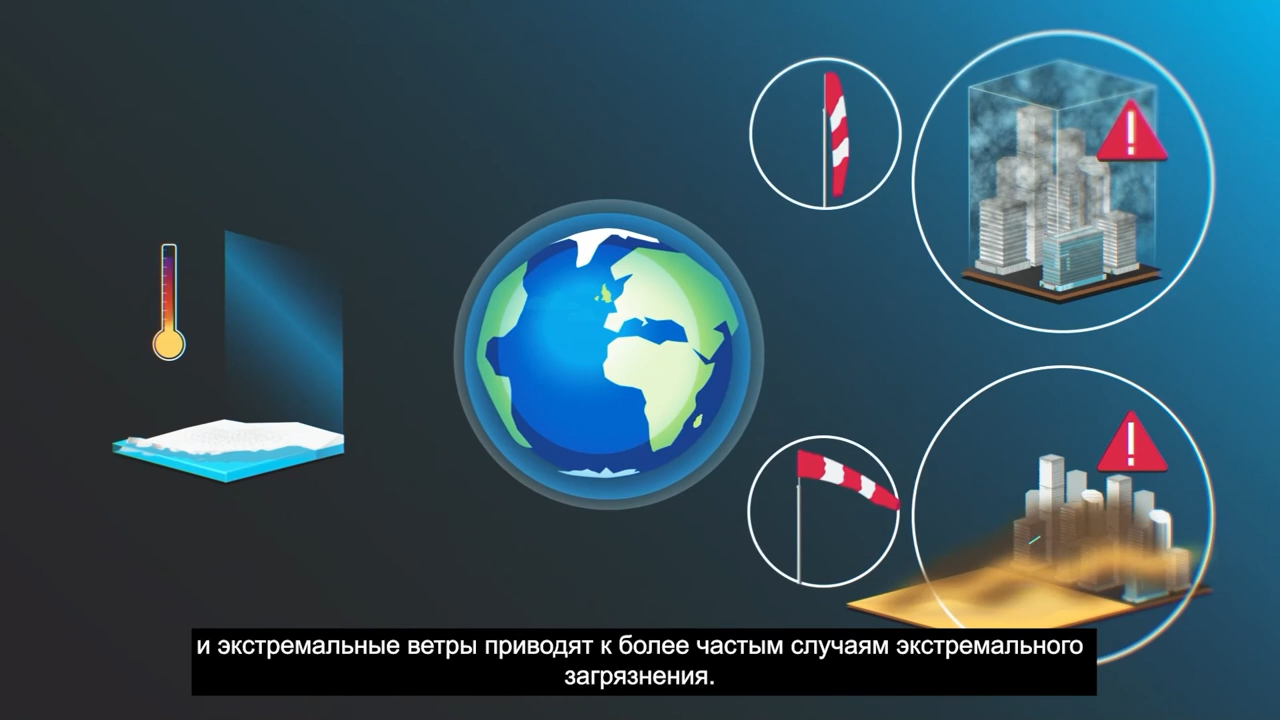 и экстремальные ветры приводят к более частым случаям экстремального
загрязнения.